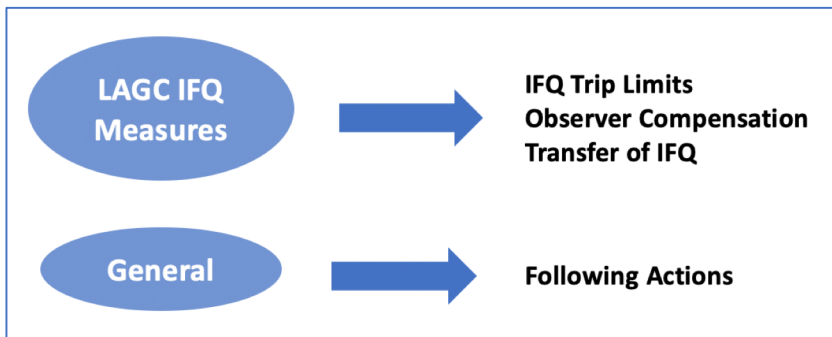 LAGC IFQ
Measures
IFQ Trip Limits
Observer Compensation
Transfer of IFQ
General
Following Actions